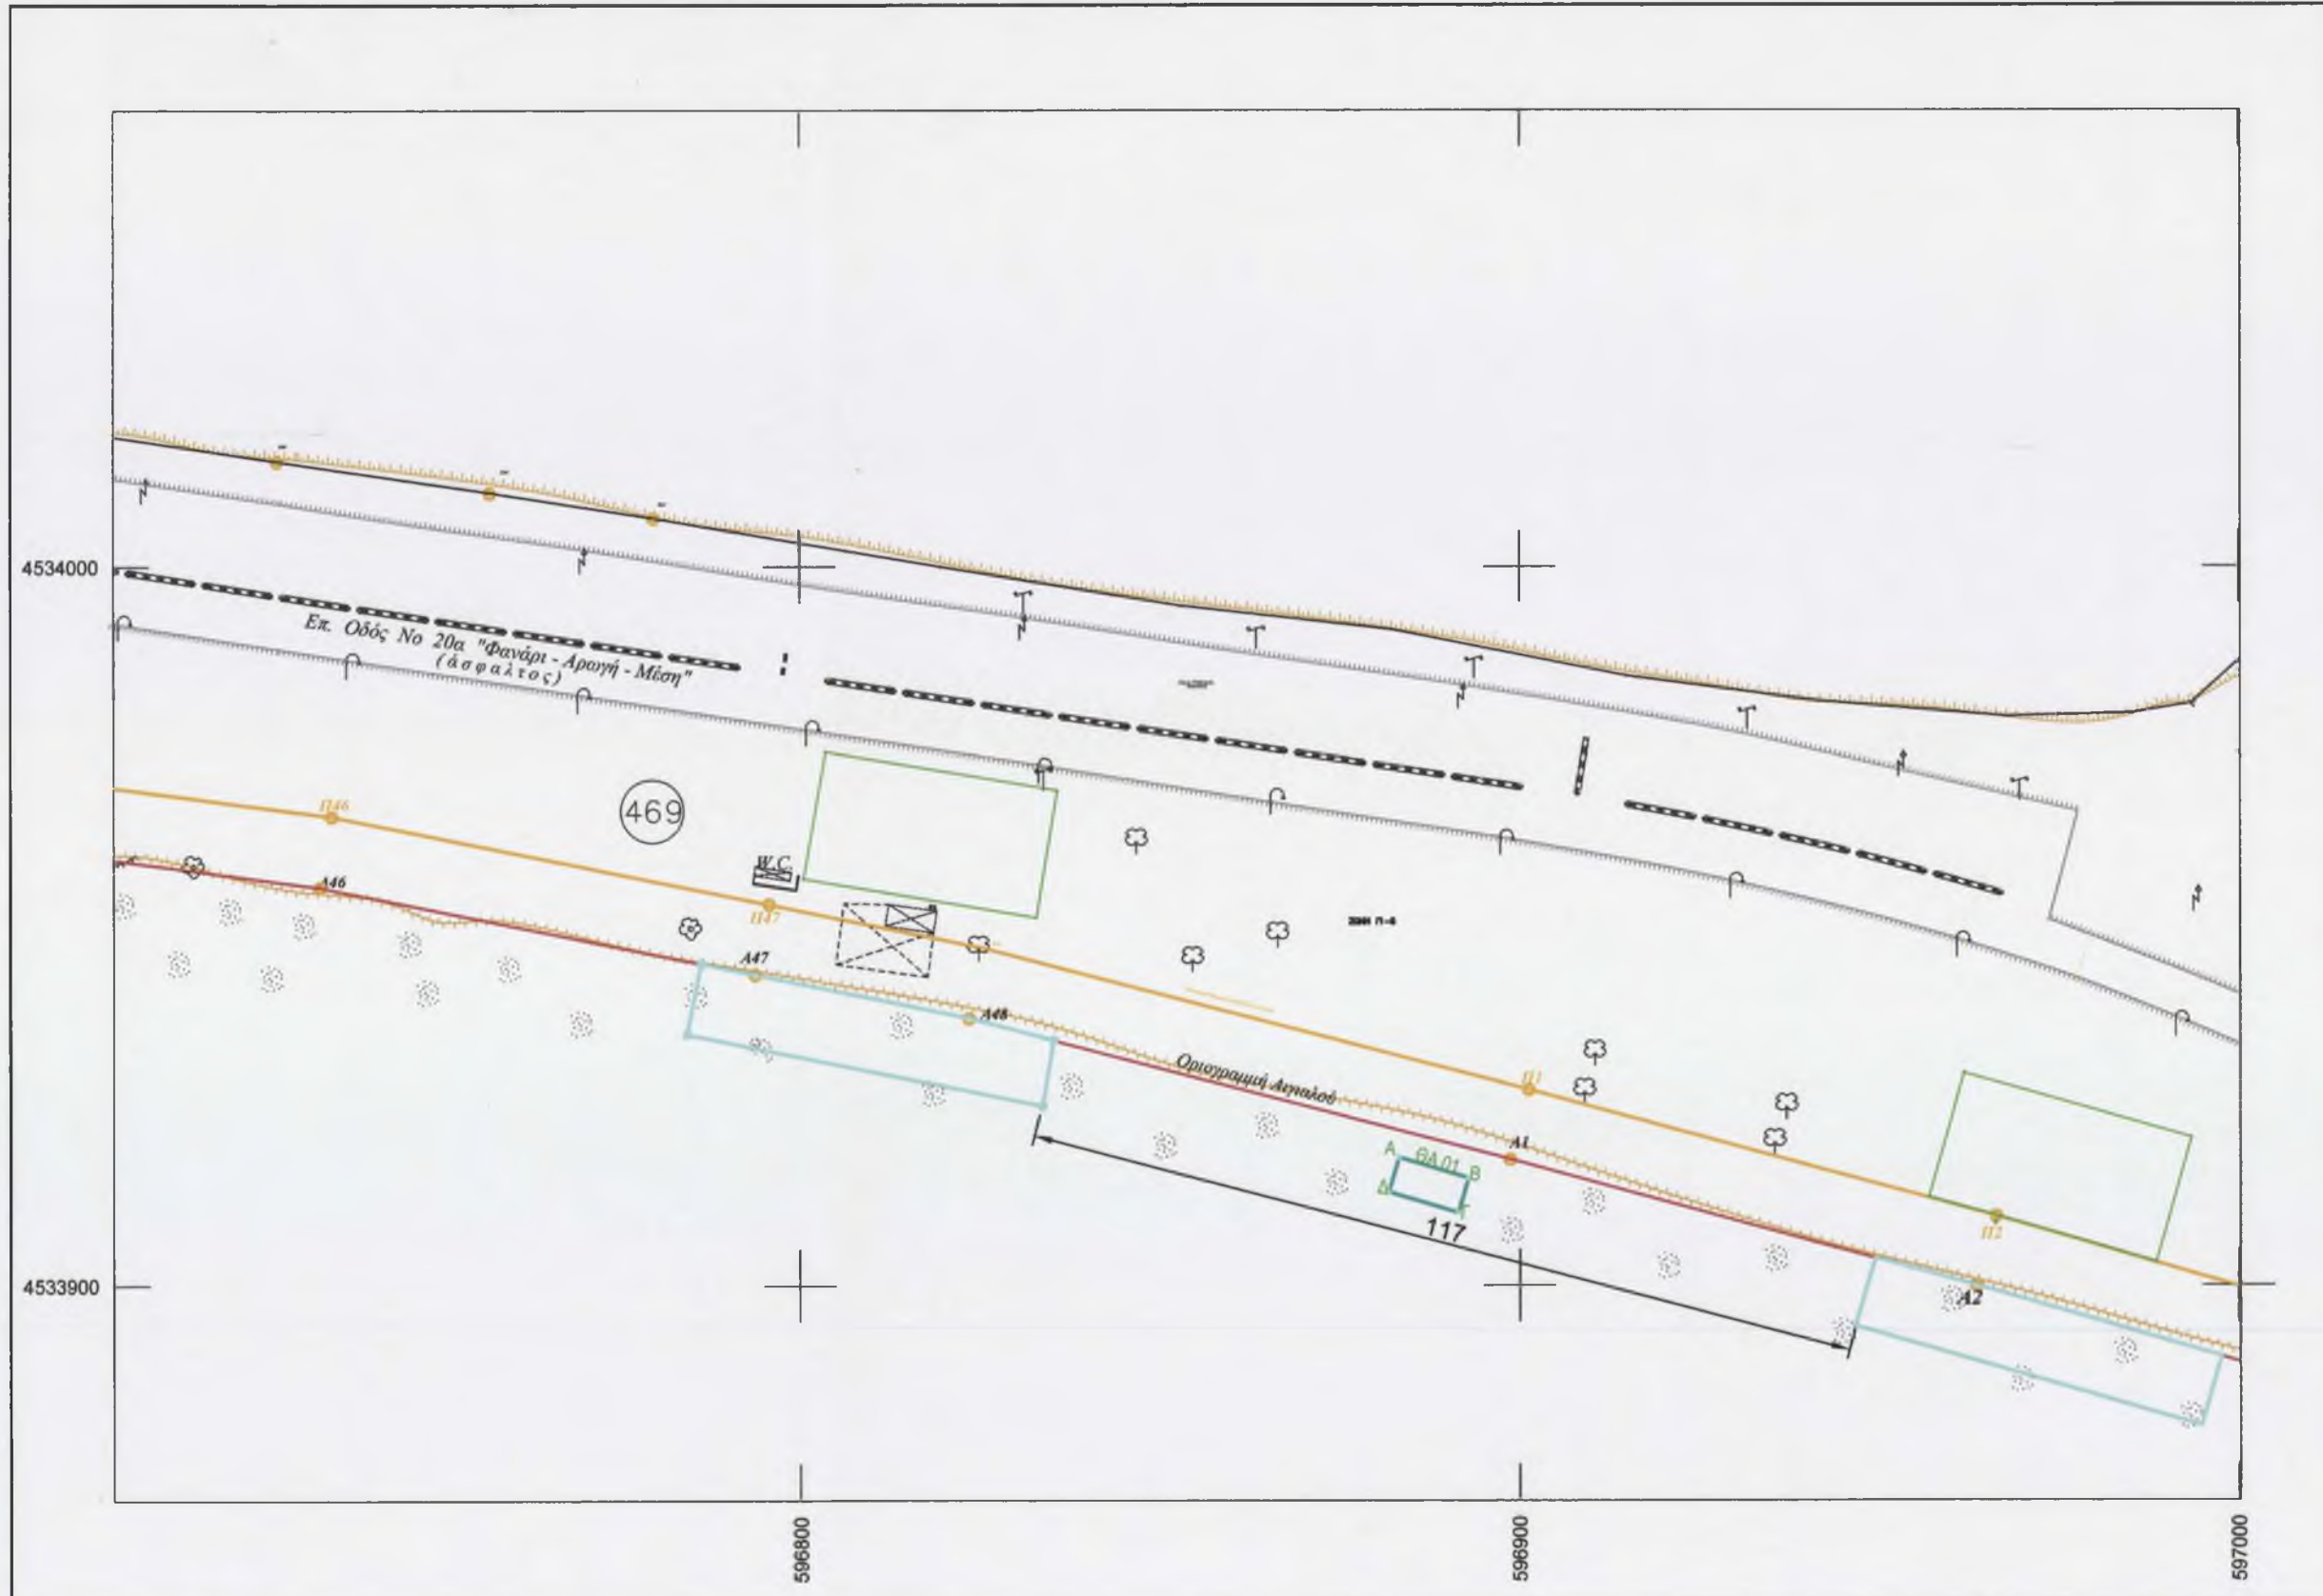 4534000
Επ. Οδός Νο 20α "Φανάρι - Αρωγή - Μέση"
(άσφαλτος)
Π46
469
W.C.
Α46
Π47
Α47
Α48
Οριογραμμή Αιγιαλού
Π1
Α1
Α ΘΑ 01 Β
Δ Γ
117
Π2
4533900
Α2
596800
596900
597000